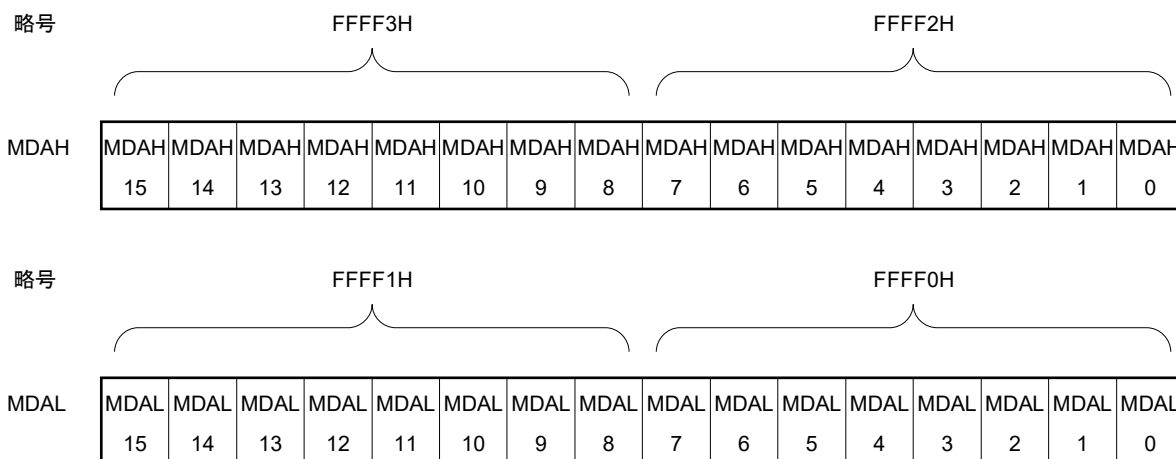 略号 FFFF3H FFFF2H
MDAH MDAH MDAH MDAH MDAH MDAH MDAH MDAH MDAH MDAH MDAH MDAH MDAH MDAH MDAH MDAH MDAH
15 14 13 12 11 10 9 8 7 6 5 4 3 2 1 0
略号 FFFF1H FFFF0H
MDAL MDAL MDAL MDAL MDAL MDAL MDAL MDAL MDAL MDAL MDAL MDAL MDAL MDAL MDAL MDAL MDAL
15 14 13 12 11 10 9 8 7 6 5 4 3 2 1 0